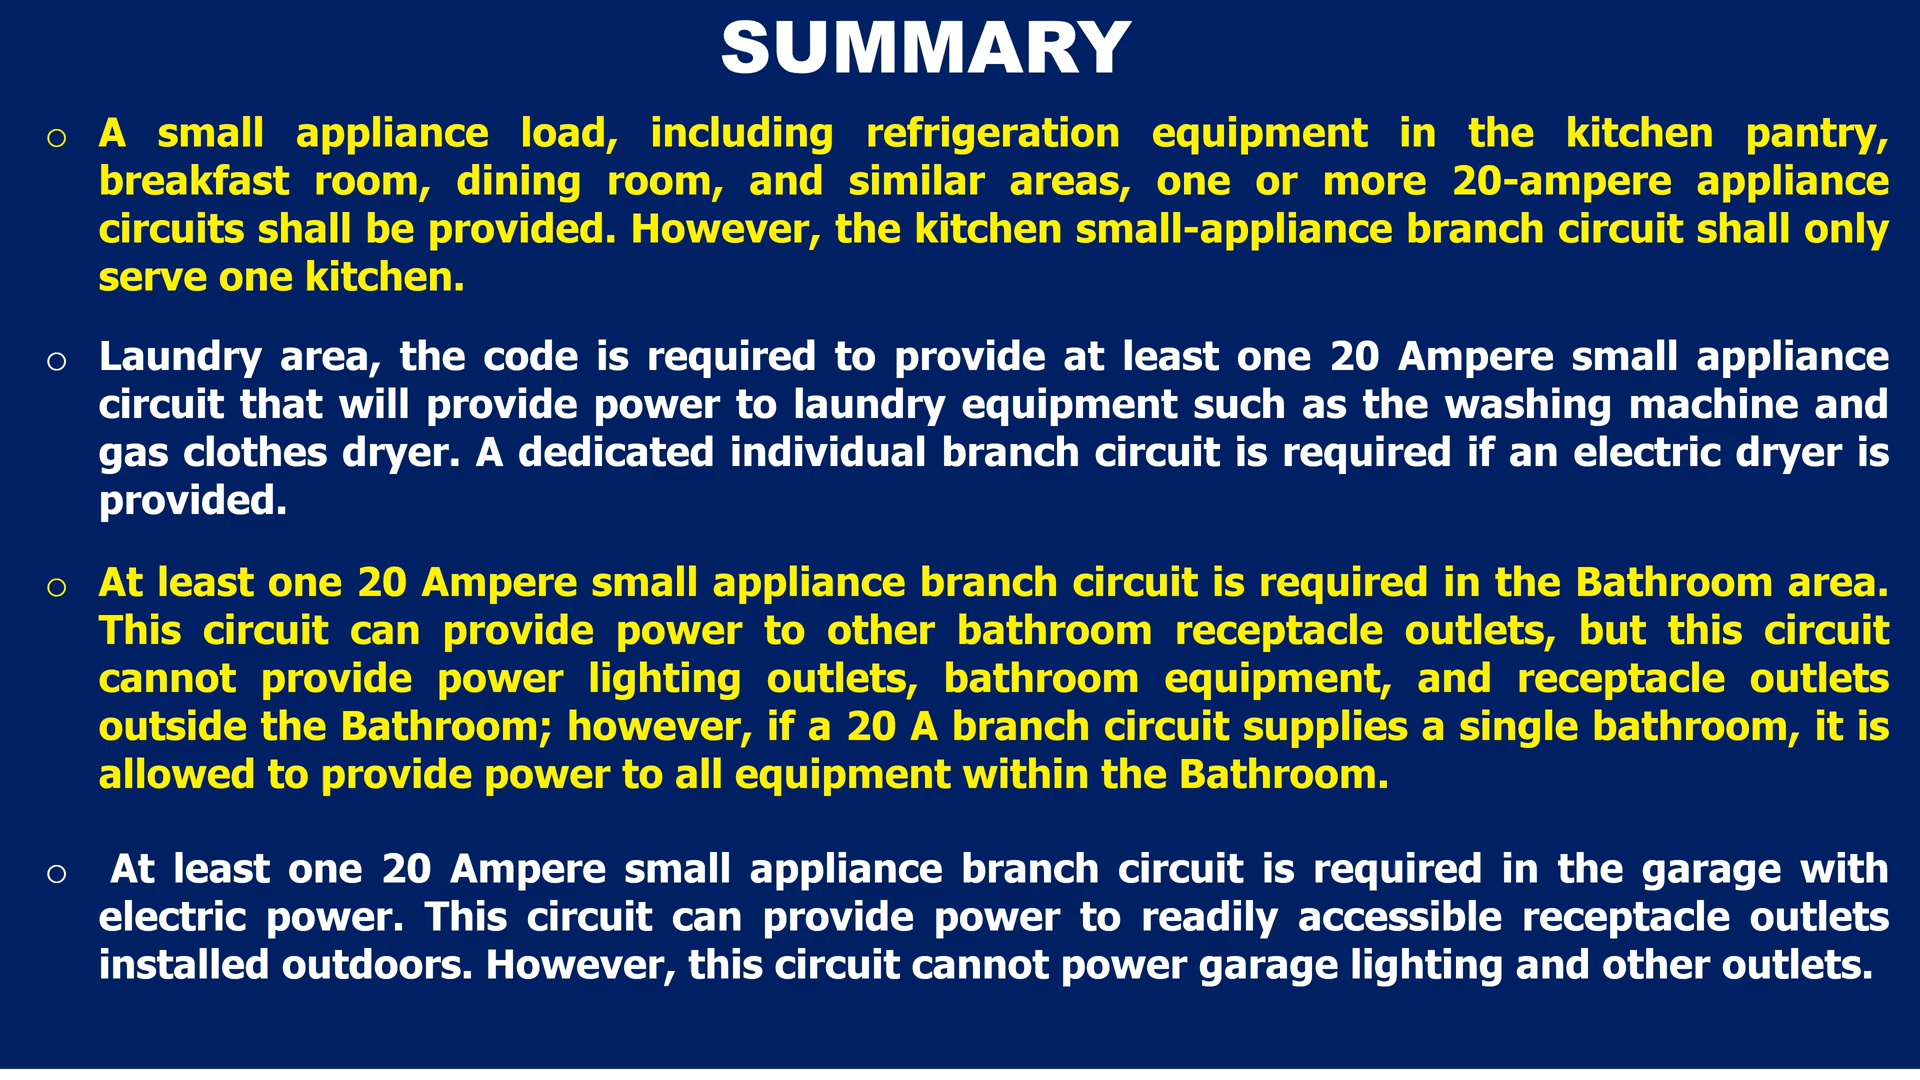 SUMMARY
○ A small appliance load, including refrigeration equipment in the kitchen pantry,
breakfast room, dining room, and similar areas, one or more 20-ampere appliance
circuits shall be provided. However, the kitchen small-appliance branch circuit shall only
serve one kitchen.
○ Laundry area, the code is required to provide at least one 20 Ampere small appliance
circuit that will provide power to laundry equipment such as the washing machine and
gas clothes dryer. A dedicated individual branch circuit is required if an electric dryer is
provided.
○ At least one 20 Ampere small appliance branch circuit is required in the Bathroom area.
This circuit can provide power to other bathroom receptacle outlets, but this circuit
cannot provide power lighting outlets, bathroom equipment, and receptacle outlets
outside the Bathroom; however, if a 20 A branch circuit supplies a single bathroom, it is
allowed to provide power to all equipment within the Bathroom.
○ At least one 20 Ampere small appliance branch circuit is required in the garage with
electric power. This circuit can provide power to readily accessible receptacle outlets
installed outdoors. However, this circuit cannot power garage lighting and other outlets.